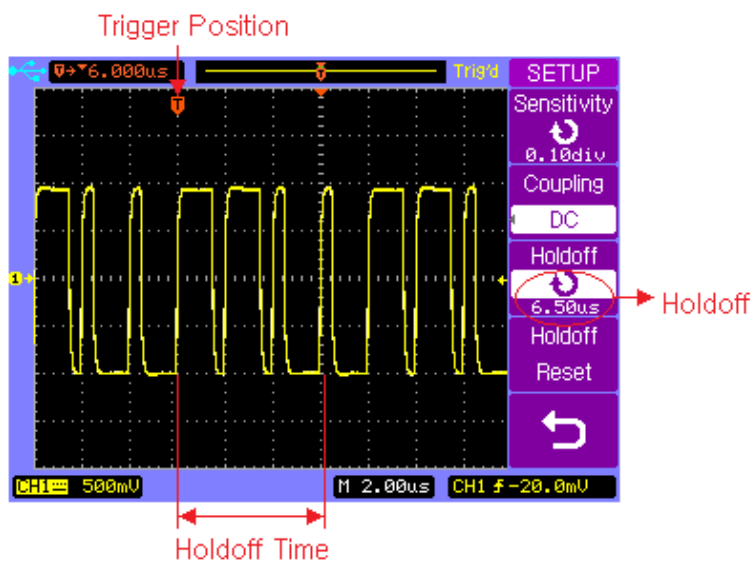 Trigger Position
6.000us Trig'd SETUP
T
T
Sensitivity
0.10div
Coupling
DC
Holdoff
6.50us
Holdoff
Holdoff
Reset
1
CH1 500mV M 2.00us CH1 -20.0mV
Holdoff Time